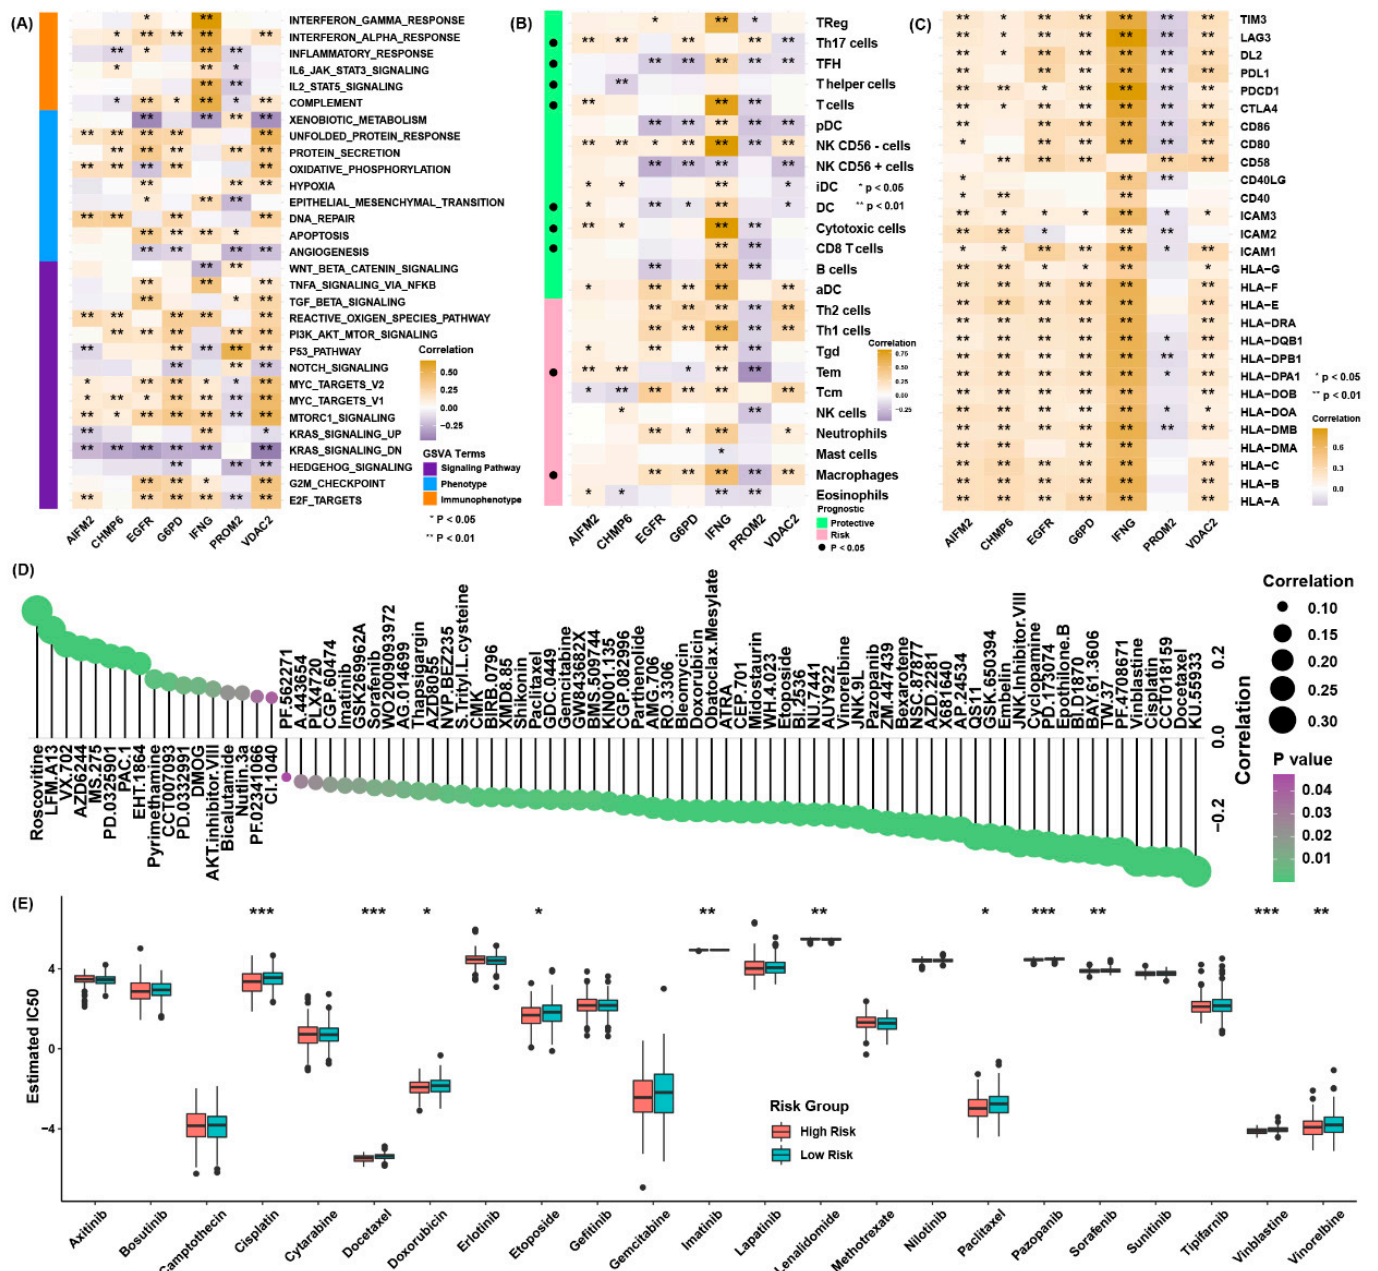 (A)
INTERFERON_GAMMA_RESPONSE
INTERFERON_ALPHA_RESPONSE
INFLAMMATORY_RESPONSE
IL6_JAK_STAT3_SIGNALING
IL2_STAT5_SIGNALING
COMPLEMENT
XENOBIOTIC_METABOLISM
UNFOLDED_PROTEIN_RESPONSE
PROTEIN_SECRETION
OXIDATIVE_PHOSPHORYLATION
HYPOXIA
EPITHELIAL_MESENCHYMAL_TRANSITION
DNA_REPAIR
APOPTOSIS
ANGIOGENESIS
WNT_BETA_CATENIN_SIGNALING
TNFA_SIGNALING_VIA_NFKB
TGF_BETA_SIGNALING
REACTIVE_OXIGEN_SPECIES_PATHWAY
PI3K_AKT_MTOR_SIGNALING
P53_PATHWAY
NOTCH_SIGNALING
MYC_TARGETS_V2
MYC_TARGETS_V1
MTORC1_SIGNALING
KRAS_SIGNALING_UP
KRAS_SIGNALING_DN
HEDGEHOG_SIGNALING
G2M_CHECKPOINT
E2F_TARGETS
AIFM2
CHMP6
EGFR
G6PD
IFNG
PROM2
VDAC2
Correlation
0.50
0.25
0.00
−0.25
GSVA Terms
Signaling Pathway
Phenotype
Immunophenotype
* P < 0.05
** P < 0.01
(B)
TReg
Th17 cells
TFH
T helper cells
T cells
pDC
NK CD56 - cells
NK CD56 + cells
iDC
DC
Cytotoxic cells
CD8 T cells
B cells
aDC
Th2 cells
Th1 cells
Tgd
Tem
Tcm
NK cells
Neutrophils
Mast cells
Macrophages
Eosinophils
* p < 0.05
** p < 0.01
Correlation
0.75
0.50
0.25
0.00
−0.25
AIFM2
CHMP6
EGFR
G6PD
IFNG
PROM2
VDAC2
Prognostic
Protective
Risk
P < 0.05
(C)
TIM3
LAG3
DL2
PDL1
PDCD1
CTLA4
CD86
CD80
CD58
CD40LG
CD40
ICAM3
ICAM2
ICAM1
HLA−G
HLA−F
HLA−E
HLA−DRA
HLA−DQB1
HLA−DPB1
HLA−DPA1
HLA−DOB
HLA−DOA
HLA−DMB
HLA−DMA
HLA−C
HLA−B
HLA−A
* p < 0.05
** p < 0.01
Correlation
0.6
0.3
0.0
AIFM2
CHMP6
EGFR
G6PD
IFNG
PROM2
VDAC2
(D)
Roscovitine
LFM.A13
VX.702
AZD6244
MS.275
PD.0325901
PAC.1
EHT.1864
Pyrimethamine
CCT007093
PD.0332991
DMOG
AKT.inhibitor.VIII
Bicalutamide
Nutlin.3a
PF.02341066
CI.1040
PF.562271
A.443654
PLX4720
CGP.60474
Imatinib
GSK269962A
Sorafenib
WO2009093972
AG.014699
Thapsigargin
AZD8055
NVP.BEZ235
S.Trityl.L.cysteine
CMK
BIRB.0796
XMD8.85
Shikonin
Paclitaxel
GDC.0449
Gemcitabine
GW843682X
BMS.509744
KIN001.135
CGP.082996
Parthenolide
AMG.706
RO.3306
Bleomycin
Doxorubicin
Obatoclax.Mesylate
ATRA
CEP.701
Midostaurin
WH.4.023
Etoposide
BI.2536
NU.7441
AUY922
Vinorelbine
JNK.9L
Pazopanib
ZM.447439
Bexarotene
NSC.87877
AZD.2281
X681640
AP.24534
QS11
GSK.650394
Embelin
JNK.Inhibitor.VIII
Cyclopamine
PD.173074
Epothilone.B
BI.D1870
BAY.61.3606
TW.37
PF.4708671
Vinblastine
Cisplatin
CCT018159
Docetaxel
KU.55933
0.2
0.0
−0.2
Correlation
Correlation
0.10
0.15
0.20
0.25
0.30
P value
0.04
0.03
0.02
0.01
(E)
*** *** * * ** ** * *** ** *** **
Estimated IC50
4
0
−4
Risk Group
High Risk
Low Risk
Axitinib
Bosutinib
Camptothecin
Cisplatin
Cytarabine
Docetaxel
Doxorubicin
Erlotinib
Etoposide
Gefitinib
Gemcitabine
Imatinib
Lapatinib
Lenalidomide
Methotrexate
Nilotinib
Paclitaxel
Pazopanib
Sorafenib
Sunitinib
Tipifarnib
Vinblastine
Vinorelbine